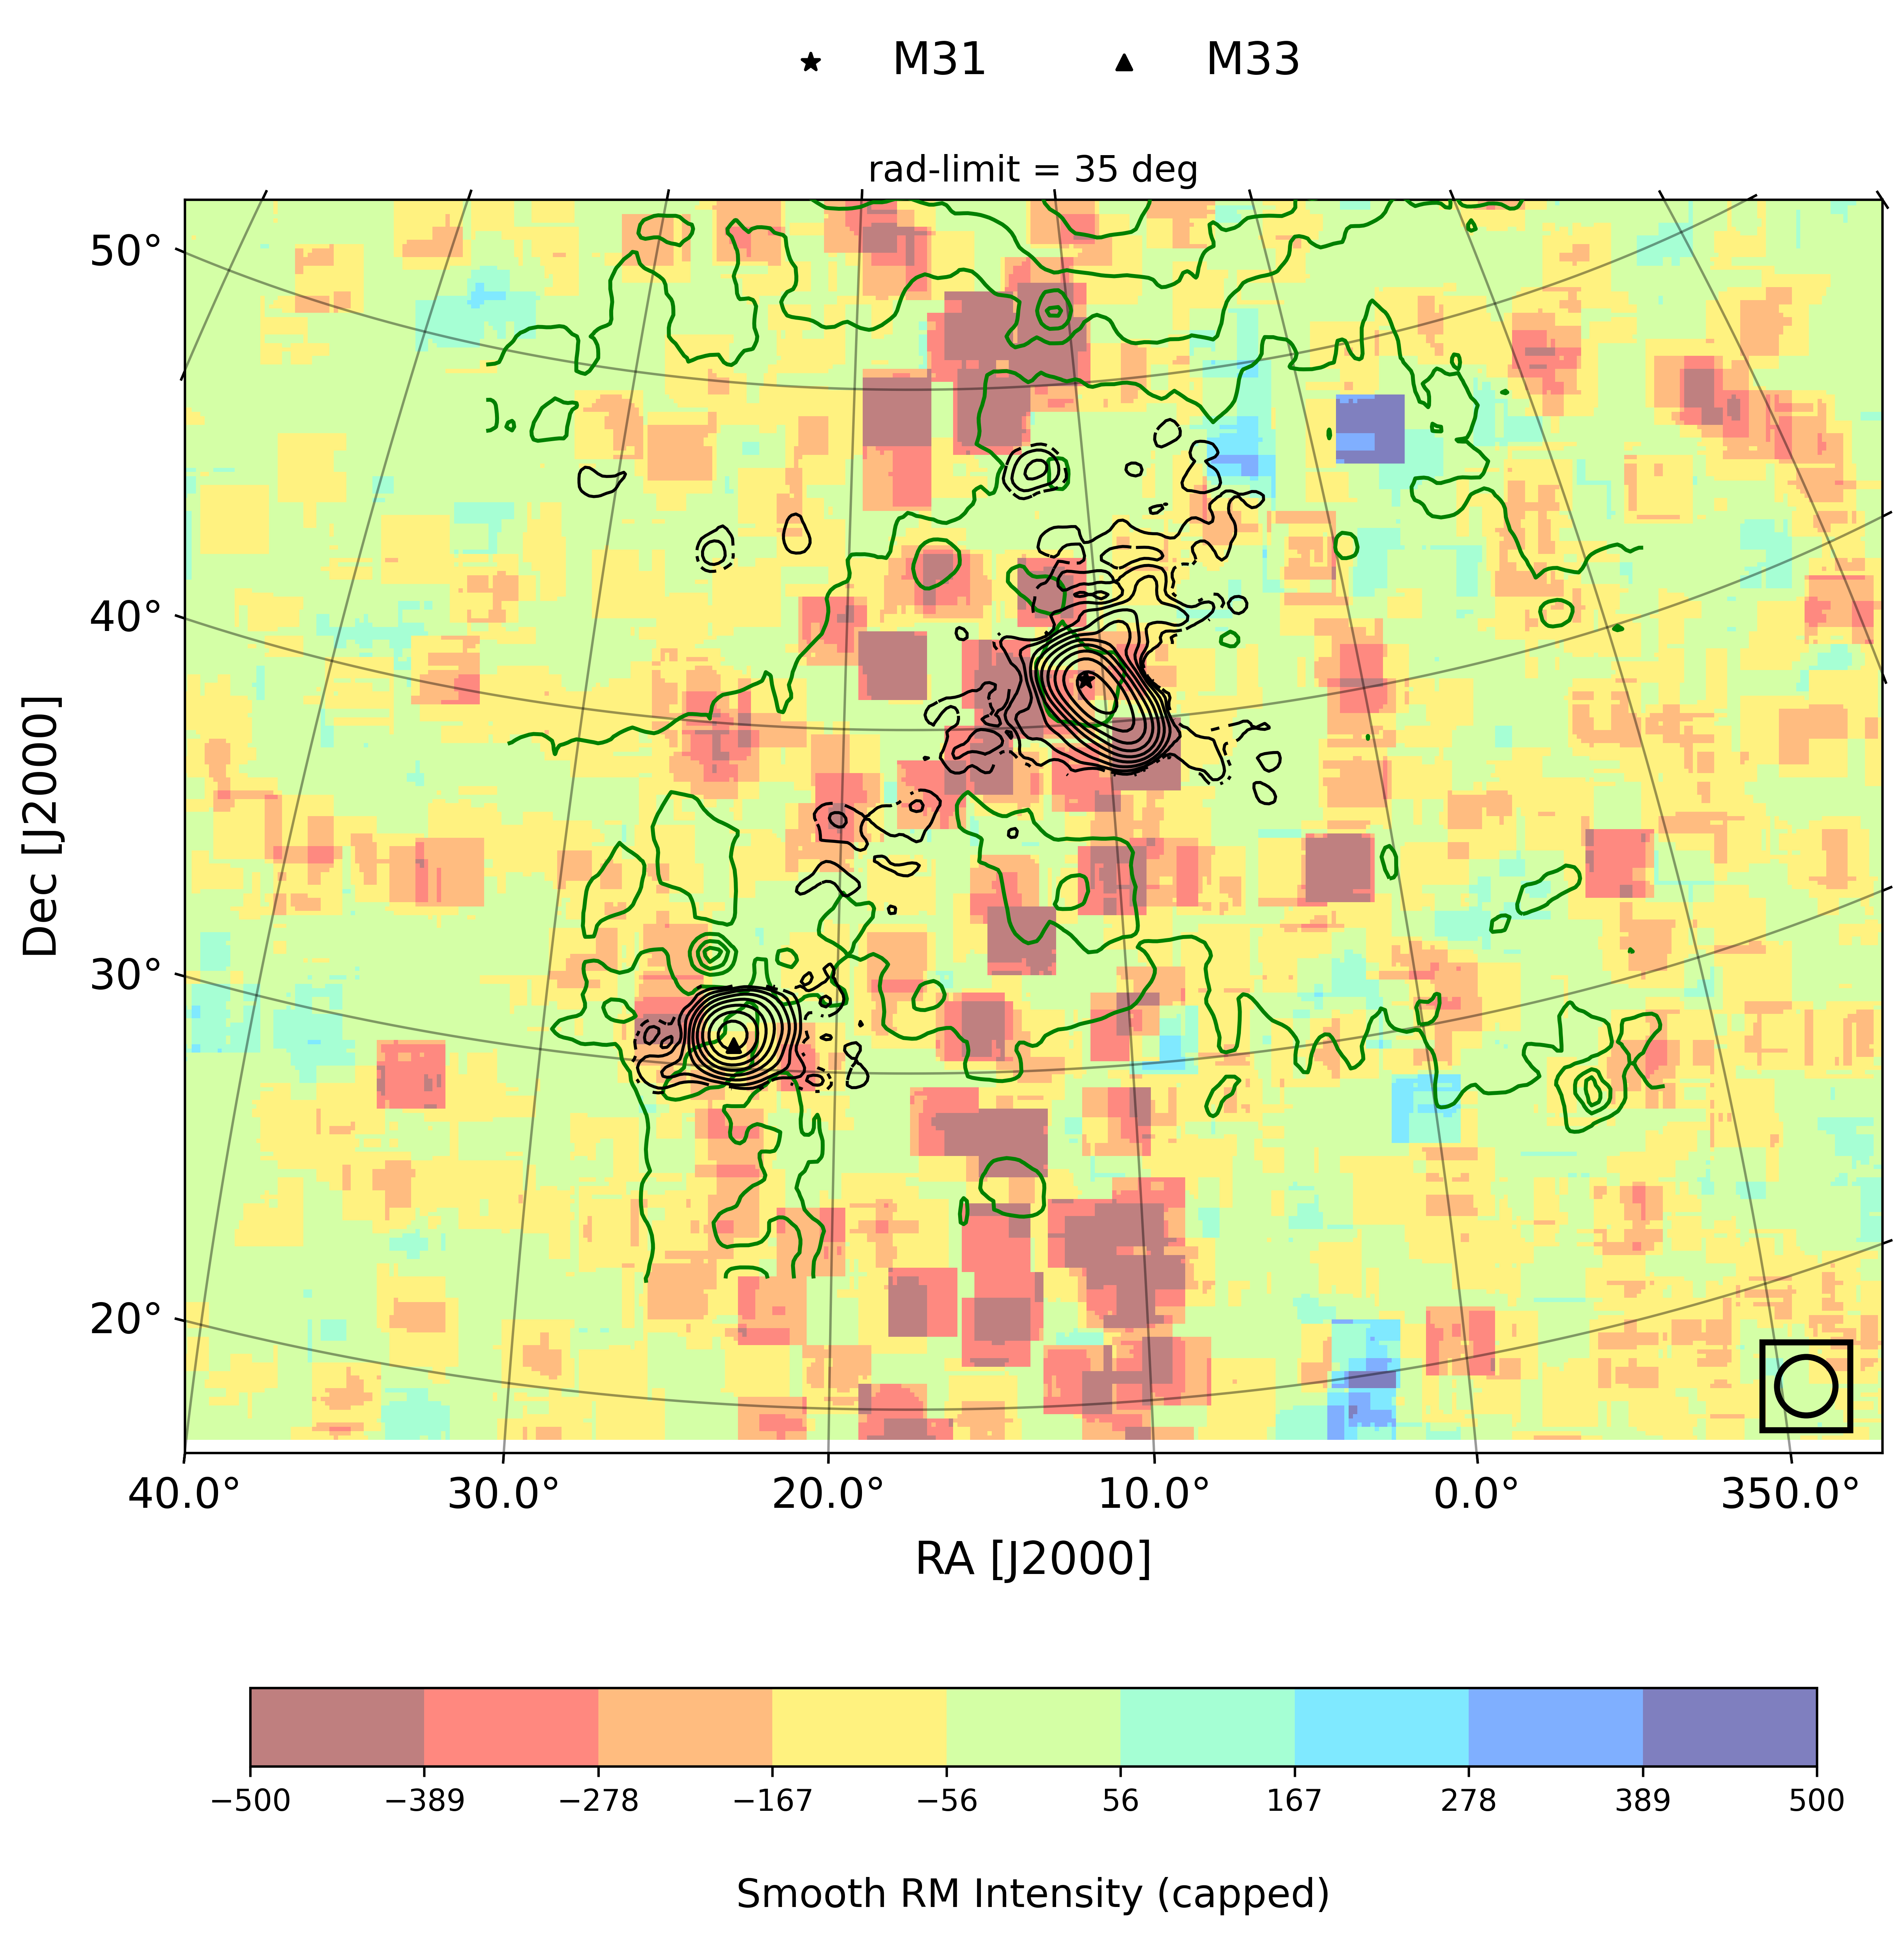 M31 M33
rad-limit = 35 deg
50°
40°
30°
20°
Dec [J2000]
40.0° 30.0° 20.0° 10.0° 0.0° 350.0°
RA [J2000]
−500 −389 −278 −167 −56 56 167 278 389 500
Smooth RM Intensity (capped)